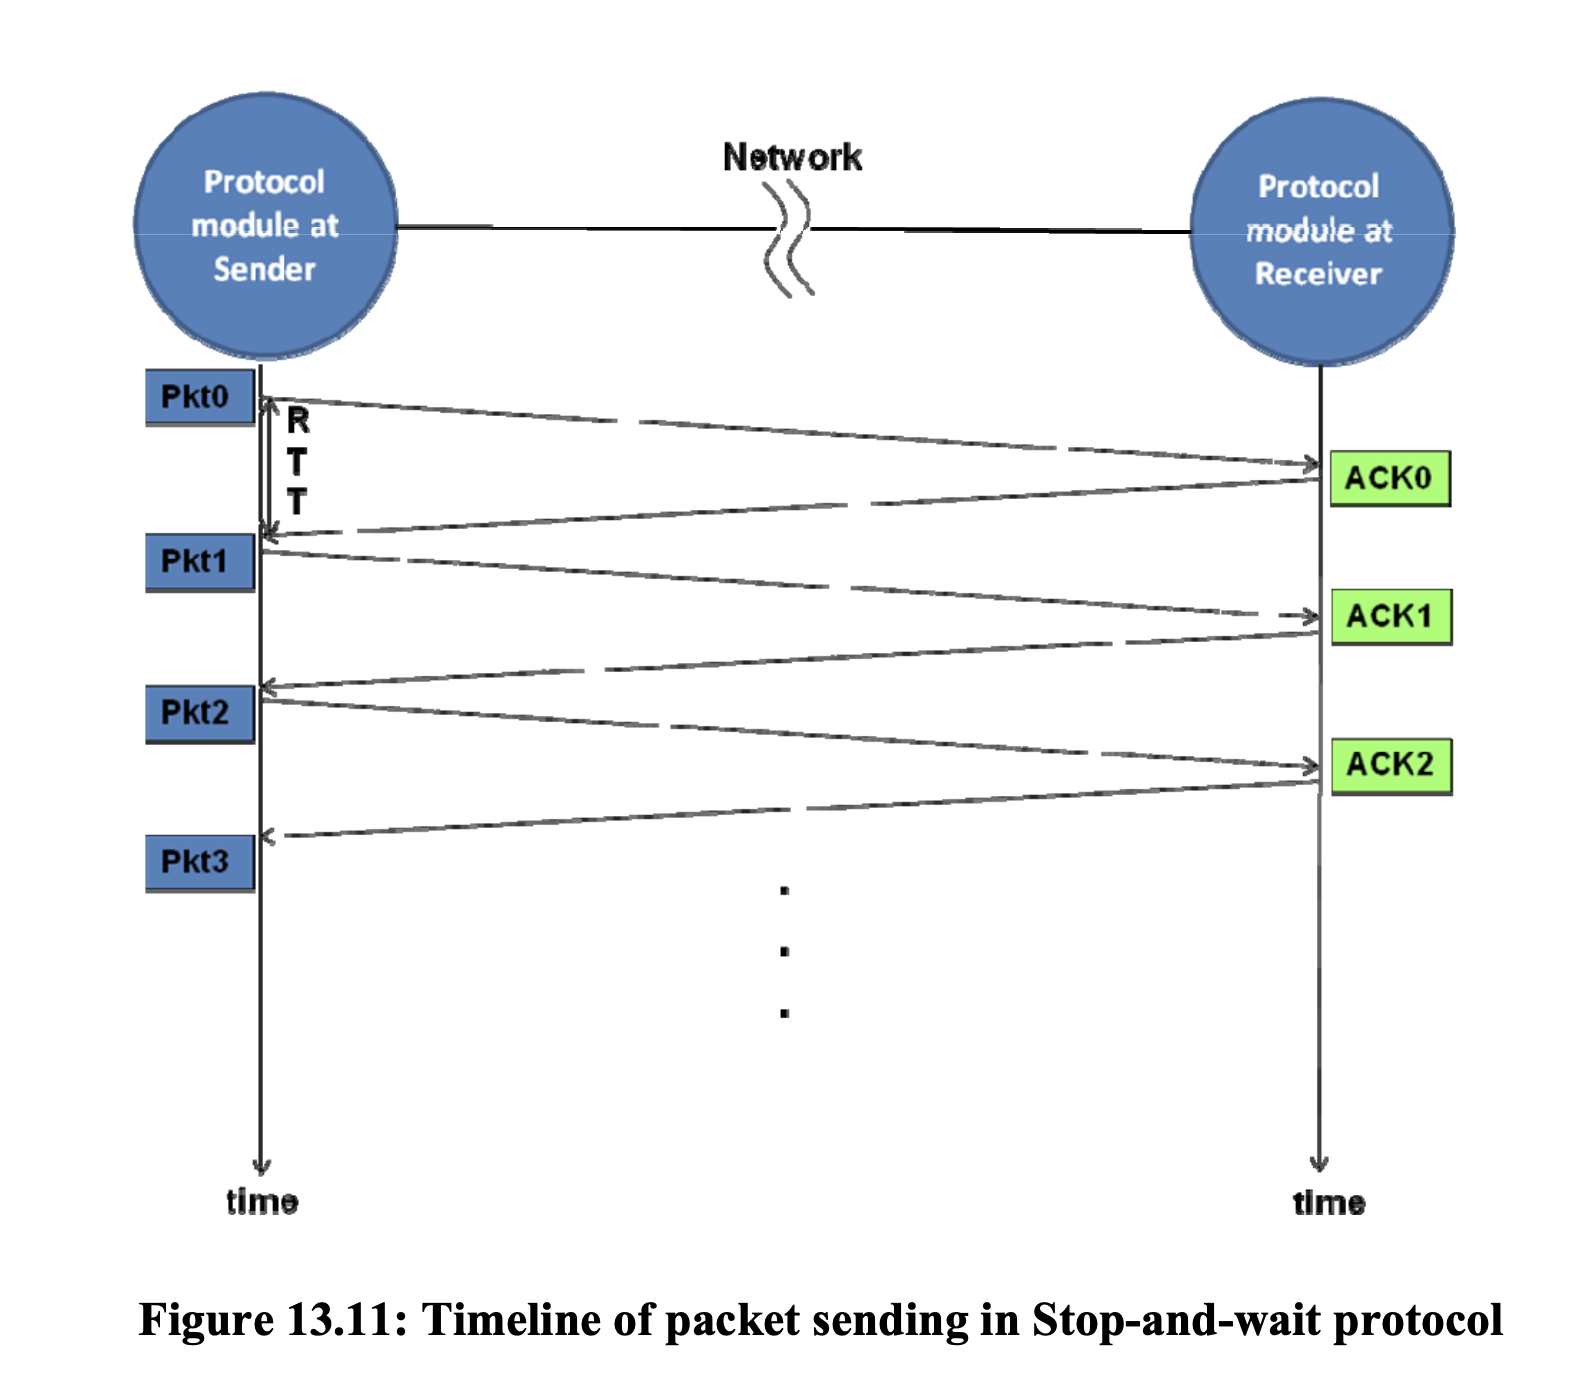 Network
Protocol
module at
Sender
Protocol
module at
Receiver
Pkt0
R
T
T
ACK0
Pkt1
ACK1
Pkt2
ACK2
Pkt3
time
time
Figure 13.11: Timeline of packet sending in Stop-and-wait protocol